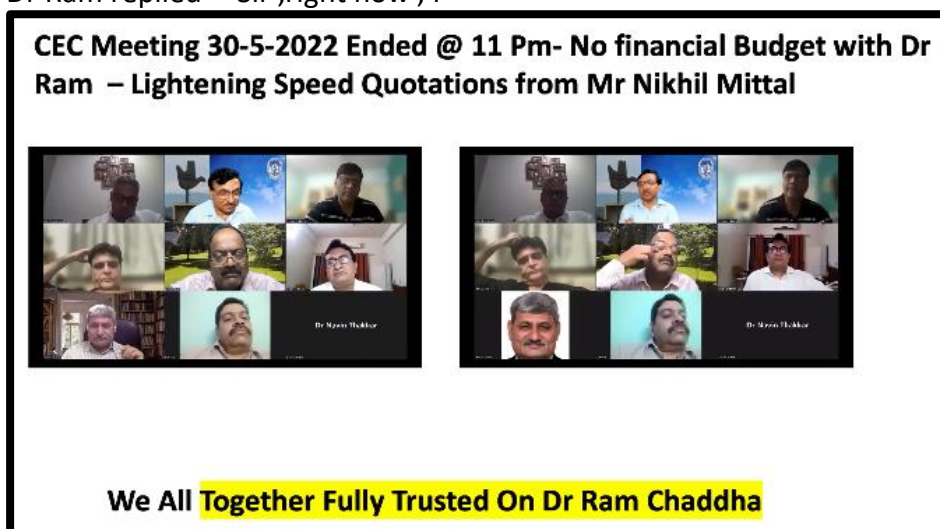 CEC Meeting 30-5-2022 Ended @ 11 Pm- No financial Budget with Dr
Ram – Lightening Speed Quotations from Mr Nikhil Mittal
Dr Navin Thakkar
Dr Navin Thakkar
We All Together Fully Trusted On Dr Ram Chaddha